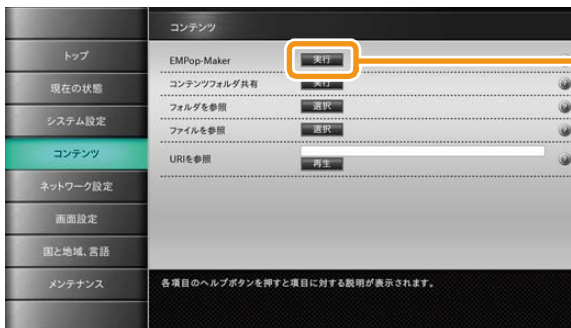 コンテンツ
トップ
現在の状態
システム設定
コンテンツ
ネットワーク設定
画面設定
国と地域、言語
メンテナンス
EMPop-Maker 実行
コンテンツフォルダ共有 実行
フォルダを参照 選択
ファイルを参照 選択
URIを参照
再生
各項目のヘルプボタンを押すと項目に対する説明が表示されます。